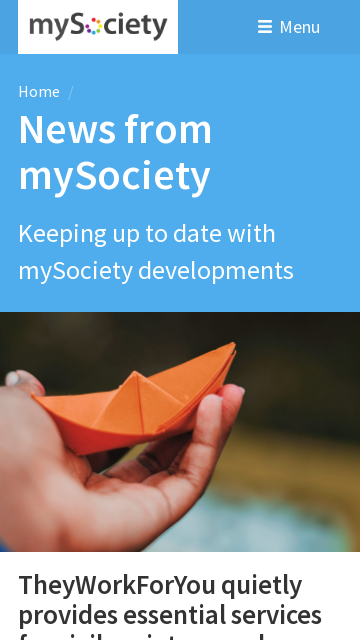 mySociety
Menu
Home /
News from
mySociety
Keeping up to date with
mySociety developments
TheyWorkForYou quietly
provides essential services